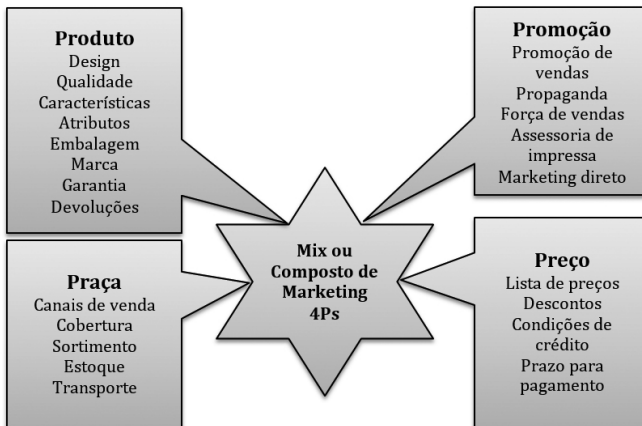 Produto
Design
Qualidade
Características
Atributos
Embalagem
Marca
Garantia
Devoluções
Promoção
Promoção de
vendas
Propaganda
Força de vendas
Assessoria de
impressa
Marketing direto
Mix ou
Composto de
Marketing
4Ps
Praça
Canais de venda
Cobertura
Sortimento
Estoque
Transporte
Preço
Lista de preços
Descontos
Condições de
crédito
Prazo para
pagamento